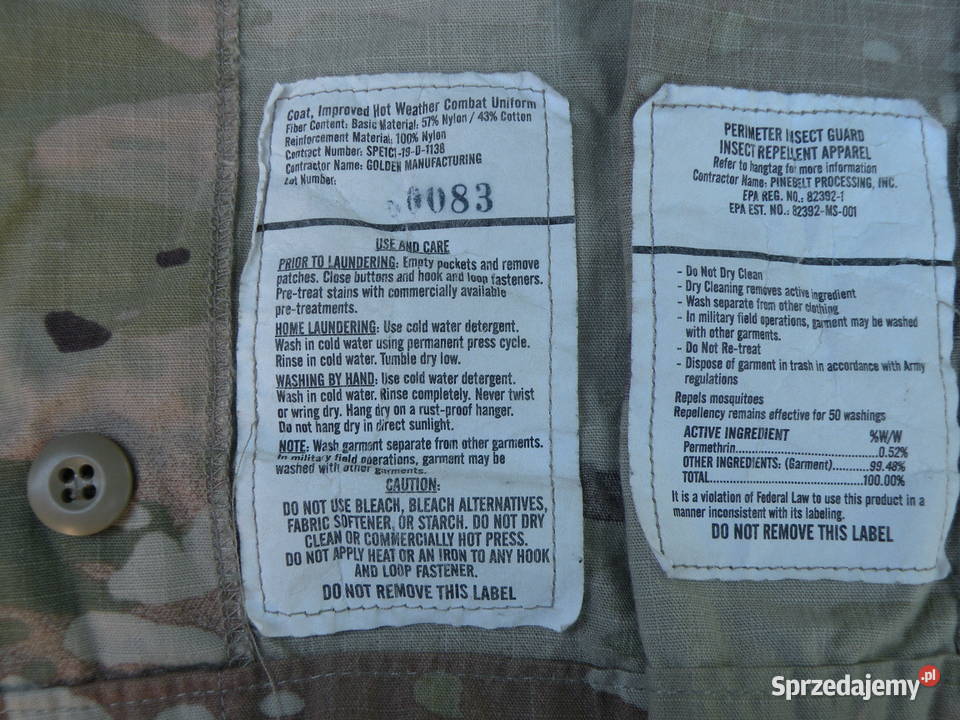 Coat, Improved Hot Weather Combat Uniform
Fiber Content: Basic Material: 57% Nylon / 43% Cotton
Reinforcement Material: 100% Nylon
Contract Number: SPE1C1-19-D-1138
Contractor Name: GOLDEN MANUFACTURING
Lot Number:
0083
USE AND CARE
PRIOR TO LAUNDERING: Empty pockets and remove
patches. Close buttons and hook and loop fasteners.
Pre-treat stains with commercially available
pre-treatments.
HOME LAUNDERING: Use cold water detergent.
Wash in cold water using permanent press cycle.
Rinse in cold water. Tumble dry low.
WASHING BY HAND: Use cold water detergent.
Wash in cold water. Rinse completely. Never twist
or wring dry. Hang dry on a rust-proof hanger.
Do not hang dry in direct sunlight.
NOTE: Wash garment separate from other garments.
In military field operations, garment may be
washed with other garments.
CAUTION:
DO NOT USE BLEACH, BLEACH ALTERNATIVES,
FABRIC SOFTENER, OR STARCH. DO NOT DRY
CLEAN OR COMMERCIALLY HOT PRESS.
DO NOT APPLY HEAT OR AN IRON TO ANY HOOK
AND LOOP FASTENER.
DO NOT REMOVE THIS LABEL
PERIMETER INSECT GUARD
INSECT REPELLENT APPAREL
Refer to hangtag for more information
Contractor Name: PINEBELT PROCESSING, INC.
EPA REG. NO.: 82392-1
EPA EST. NO.: 82392-MS-001
- Do Not Dry Clean
- Dry Cleaning removes active ingredient
- Wash separate from other clothing
- In military field operations, garment may be washed
with other garments.
- Do Not Re-treat
- Dispose of garment in trash in accordance with Army
regulations
Repels mosquitoes
Repellency remains effective for 50 washings
ACTIVE INGREDIENT %W/W
Permethrin..............................0.52%
OTHER INGREDIENTS: (Garment)........99.48%
TOTAL...................................100.00%
It is a violation of Federal Law to use this product in a
manner inconsistent with its labeling.
DO NOT REMOVE THIS LABEL
Sprzedajemy.pl